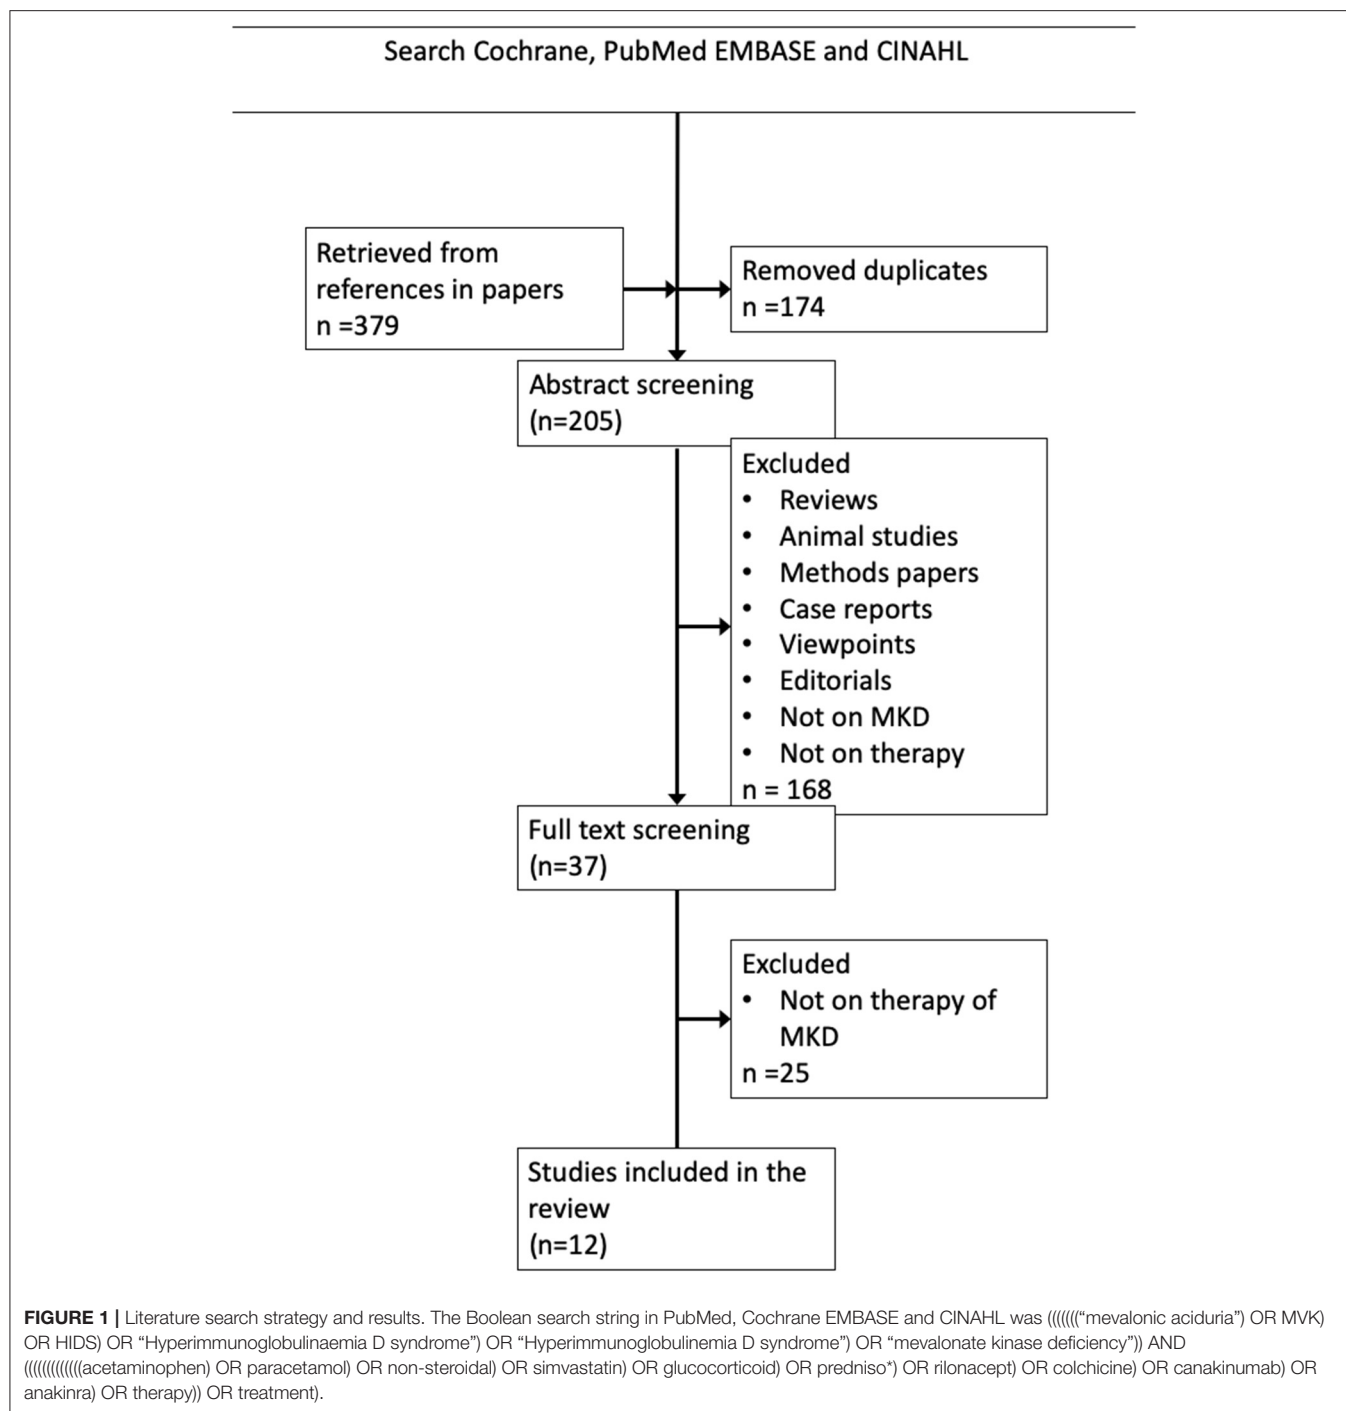 Search Cochrane, PubMed EMBASE and CINAHL
Retrieved from
references in papers
n =379
Removed duplicates
n =174
Abstract screening
(n=205)
Excluded
• Reviews
• Animal studies
• Methods papers
• Case reports
• Viewpoints
• Editorials
• Not on MKD
• Not on therapy
n = 168
Full text screening
(n=37)
Excluded
• Not on therapy of
MKD
n =25
Studies included in the
review
(n=12)
FIGURE 1 | Literature search strategy and results. The Boolean search string in PubMed, Cochrane EMBASE and CINAHL was (((((((“mevalonic aciduria”) OR MVK)
OR HIDS) OR “Hyperimmunoglobulinaemia D syndrome”) OR “Hyperimmunoglobulinemia D syndrome”) OR “mevalonate kinase deficiency”)) AND
(((((((((((((acetaminophen) OR paracetamol) OR non-steroidal) OR simvastatin) OR glucocorticoid) OR predniso*) OR rilonacept) OR colchicine) OR canakinumab) OR
anakinra) OR therapy)) OR treatment).